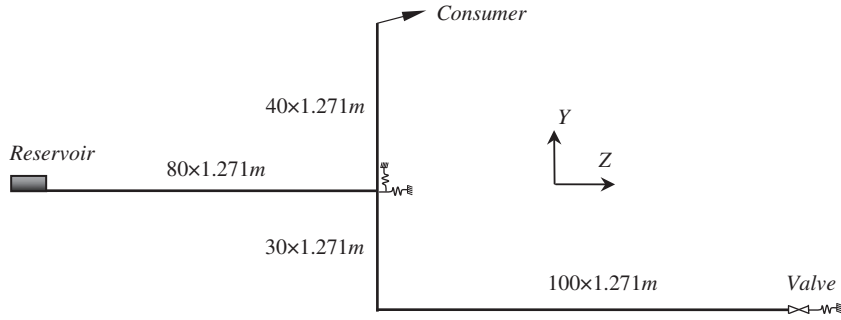 Consumer
40×1.271m
Y
Reservoir
Z
80×1.271m
30×1.271m
100×1.271m
Valve